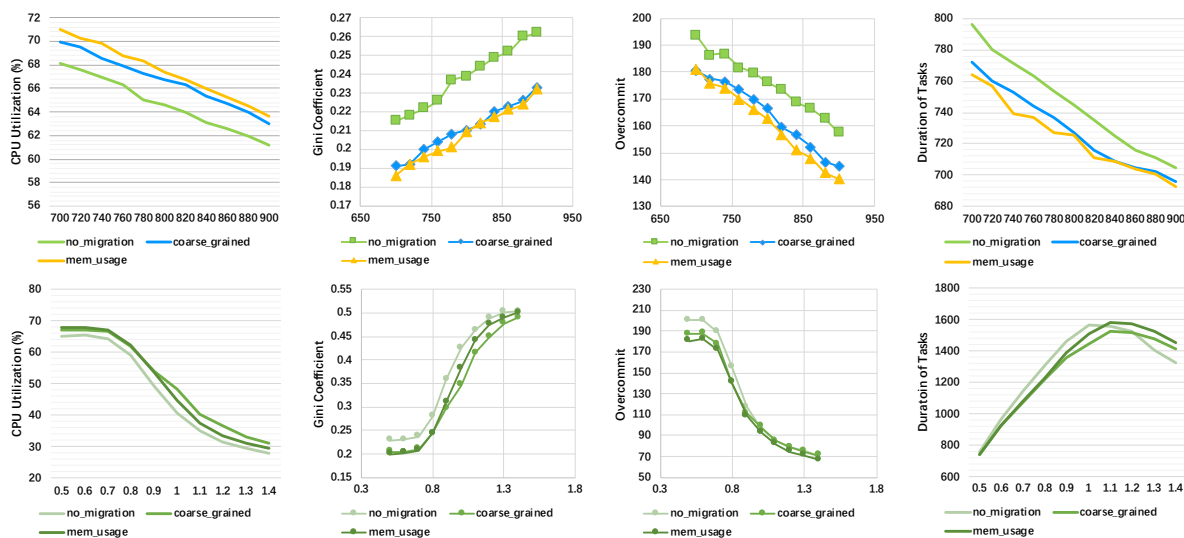 CPU Utilization (%)
72
70
68
66
64
62
60
58
56
700 720 740 760 780 800 820 840 860 880 900
no_migration
coarse_grained
mem_usage
Gini Coefficient
0.27
0.26
0.25
0.24
0.23
0.22
0.21
0.2
0.19
0.18
0.17
650 750 850 950
no_migration
coarse_grained
mem_usage
Overcommit
200
190
180
170
160
150
140
130
650 750 850 950
no_migration
coarse_grained
mem_usage
Duration of Tasks
800
780
760
740
720
700
680
700 720 740 760 780 800 820 840 860 880 900
no_migration
coarse_grained
mem_usage
CPU Utilization (%)
80
70
60
50
40
30
20
0.5 0.6 0.7 0.8 0.9 1 1.1 1.2 1.3 1.4
no_migration
coarse_grained
mem_usage
Gini Coefficient
0.55
0.5
0.45
0.4
0.35
0.3
0.25
0.2
0.15
0.3 0.8 1.3 1.8
no_migration
coarse_grained
mem_usage
Overcommit
230
210
190
170
150
130
110
90
70
50
0.3 0.8 1.3 1.8
no_migration
coarse_grained
mem_usage
Duratoin of Tasks
1800
1600
1400
1200
1000
800
600
0.5 0.6 0.7 0.8 0.9 1 1.1 1.2 1.3 1.4
no_migration
coarse_grained
mem_usage